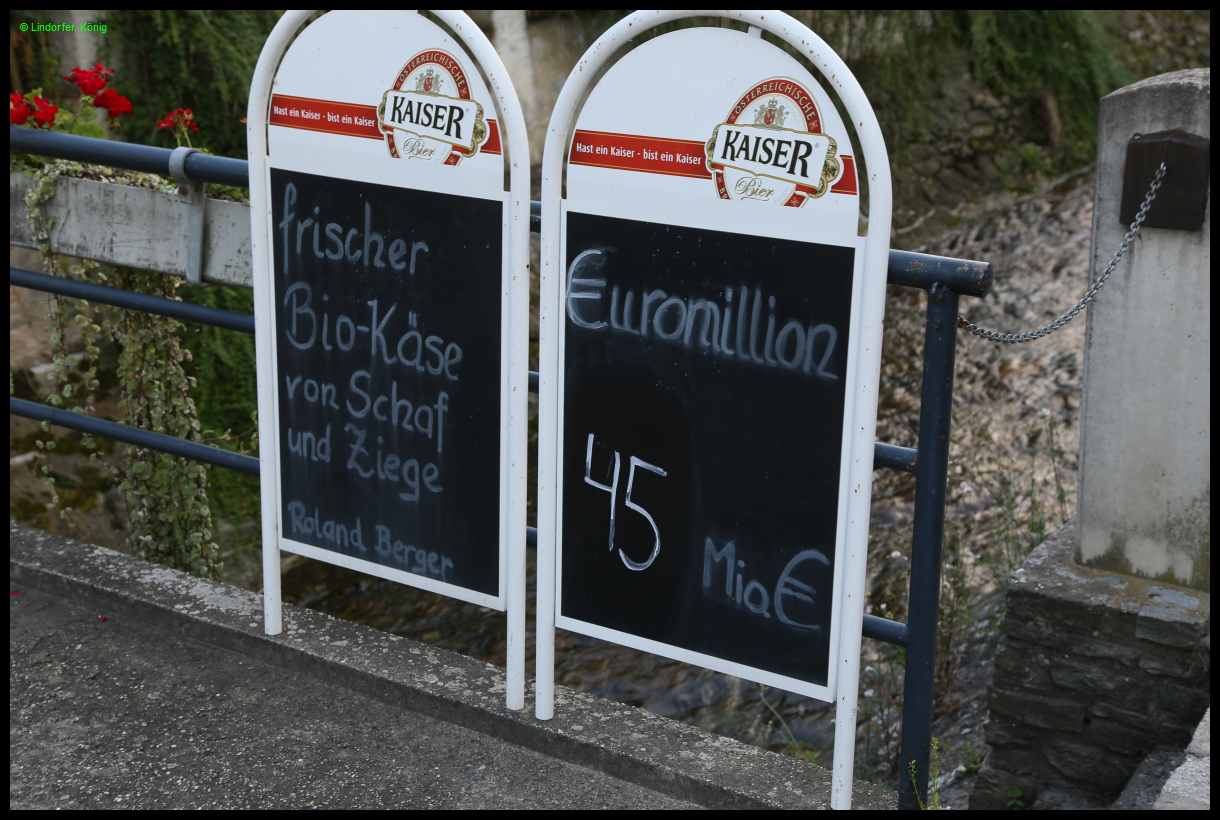 © Lindorfer, König
Hast ein Kaiser - bist ein Kaiser
ÖSTERREICHISCHE
KAISER
Bier
frischer
Bio-Käse
von Schaf
und Ziege
Roland Berger
Hast ein Kaiser - bist ein Kaiser
ÖSTERREICHISCHE
KAISER
Bier
€uromillion
45
Mio. €